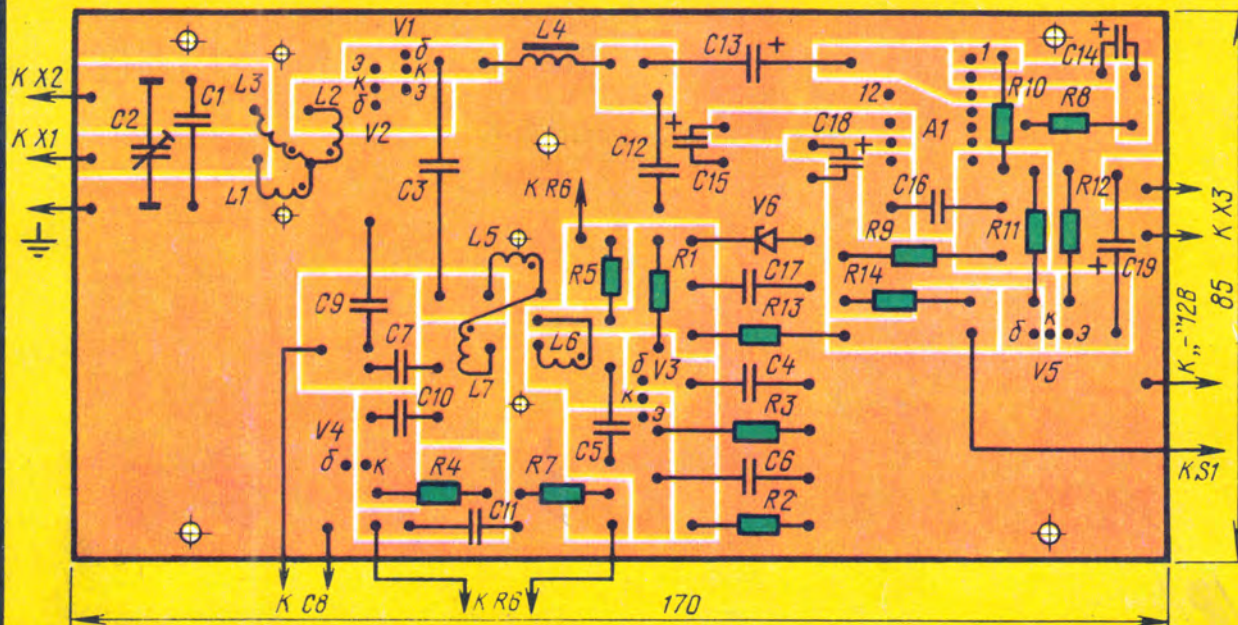 V1
L4
C13 +
+
C14
К X2
C2
C1
L3
L2
э
к
б
б
к
э
V2
12
1
R10
R8
A1
К X1
L1
C3
C12
+
C15
C18
+
К R6
C16
R12
К X3
L5
R5
R1
V6
R9
R11
C17
R14
+
C19
C9
R13
C7
L6
L7
C10
б
к
э
V3
C4
б
к
э
V5
К „-"12В
85
R3
V4
б
к
C5
К S1
R4
R7
C6
C11
R2
К C8
К R6
170